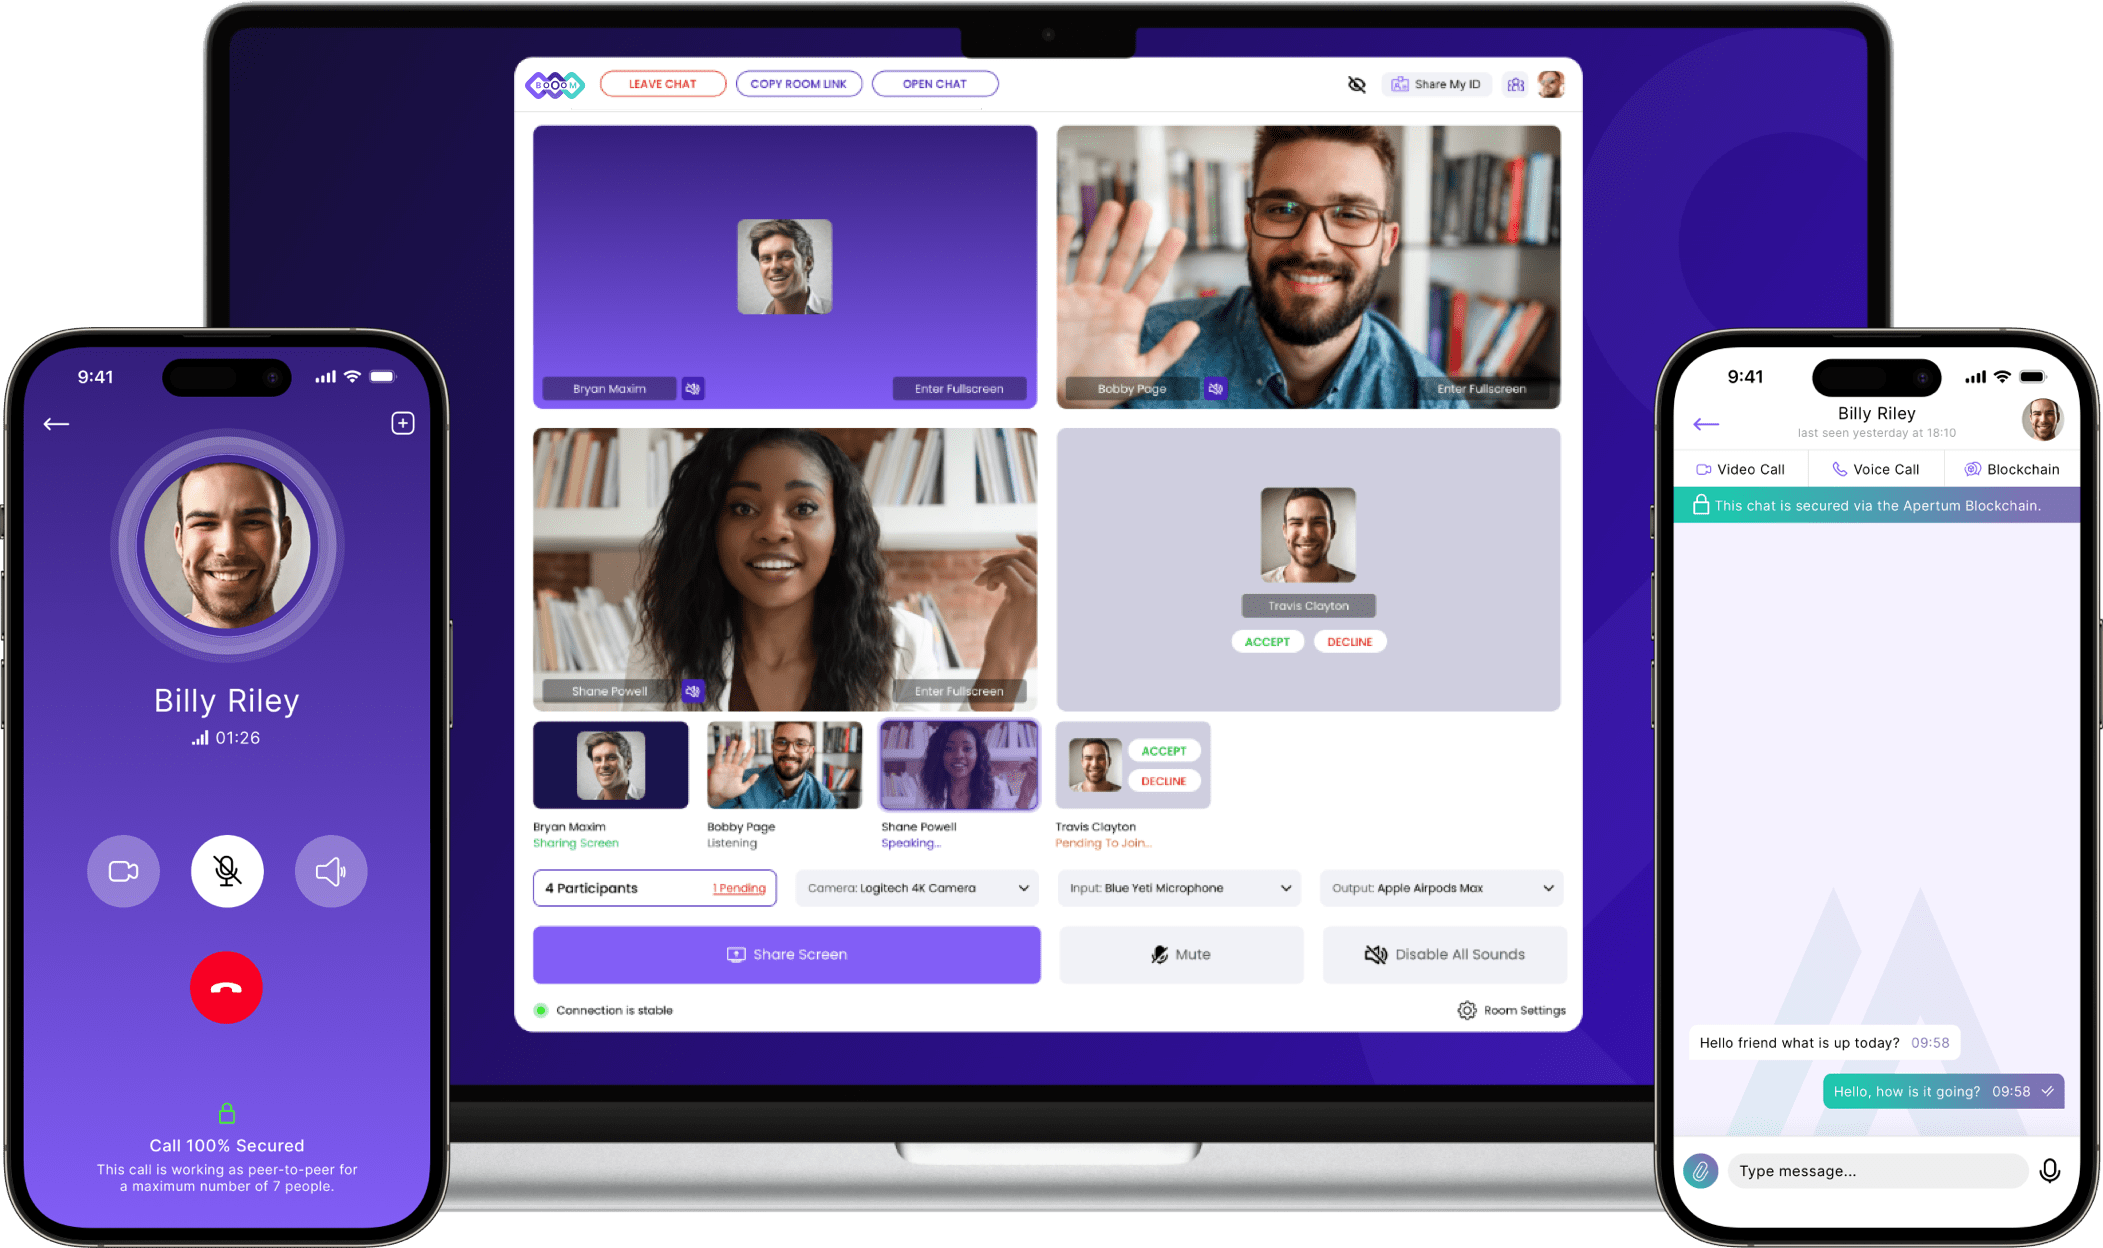 BOOOM
LEAVE CHAT
COPY ROOM LINK
OPEN CHAT
Share My ID
Bryan Maxim
Enter Fullscreen
Bobby Page
Enter Fullscreen
Shane Powell
Enter Fullscreen
Travis Clayton
ACCEPT
DECLINE
ACCEPT
DECLINE
Bryan Maxim
Sharing Screen
Bobby Page
Listening
Shane Powell
Speaking...
Travis Clayton
Pending To Join...
4 Participants
1 Pending
Camera: Logitech 4K Camera
Input: Blue Yeti Microphone
Output: Apple Airpods Max
Share Screen
Mute
Disable All Sounds
Connection is stable
Room Settings
9:41
Billy Riley
01:26
Call 100% Secured
This call is working as peer-to-peer for
a maximum number of 7 people.
9:41
Billy Riley
last seen yesterday at 18:10
Video Call
Voice Call
Blockchain
This chat is secured via the Apertum Blockchain.
Hello friend what is up today? 09:58
Hello, how is it going? 09:58
Type message...